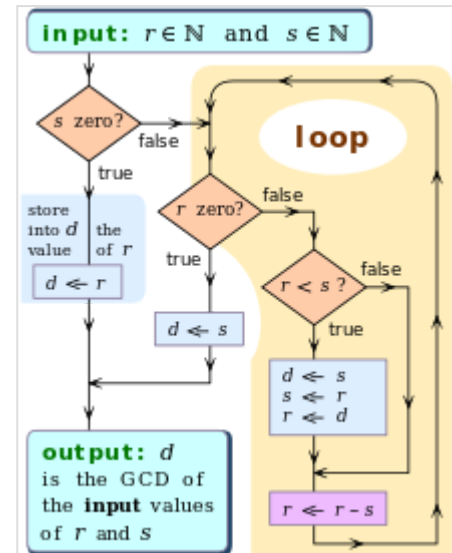 input: r ∈ ℕ and s ∈ ℕ
s zero?
false
true
loop
store
into d the
value of r
d ← r
r zero?
false
true
d ← s
r < s ?
false
true
d ← s
s ← r
r ← d
r ← r – s
output: d
is the GCD of
the input values
of r and s